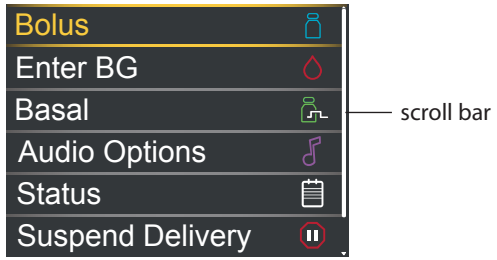 Bolus
Enter BG
Basal
scroll bar
Audio Options
Status
Suspend Delivery